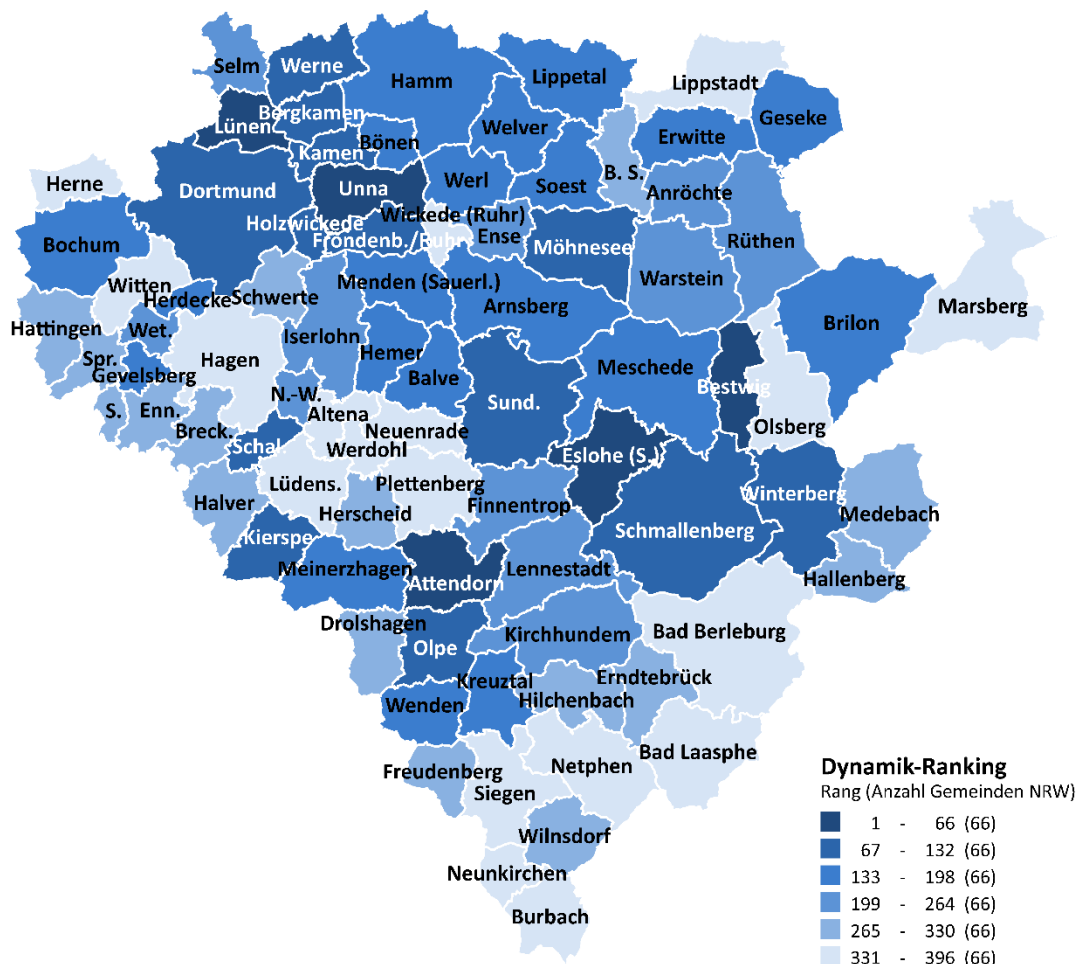 Selm
Werne
Hamm
Lippetal
Lippstadt
Geseke
Bergkamen
Lünen
Bönen
Welver
Erwitte
Kamen
Herne
Dortmund
Unna
Werl
Soest
B. S.
Anröchte
Bochum
Holzwickede
Wickede (Ruhr)
Fröndenb./Ruhr
Ense
Möhnesee
Rüthen
Witten
Herdecke
Schwerte
Menden (Sauerl.)
Arnsberg
Warstein
Marsberg
Hattingen
Wet.
Iserlohn
Brilon
Spr.
Gevelsberg
Hagen
Hemer
Balve
Meschede
Bestwig
S.
Enn.
Breck.
N.-W.
Altena
Sund.
Olsberg
Schal.
Neuenrade
Werdohl
Eslohe (S.)
Halver
Lüdens.
Plettenberg
Herscheid
Finnentrop
Schmallenberg
Winterberg
Medebach
Kierspe
Meinerzhagen
Attendorn
Lennestadt
Hallenberg
Drolshagen
Olpe
Kirchhundem
Bad Berleburg
Wenden
Kreuztal
Hilchenbach
Erndtebrück
Freudenberg
Siegen
Netphen
Bad Laasphe
Wilnsdorf
Neunkirchen
Burbach
Dynamik-Ranking
Rang (Anzahl Gemeinden NRW)
1 - 66 (66)
67 - 132 (66)
133 - 198 (66)
199 - 264 (66)
265 - 330 (66)
331 - 396 (66)